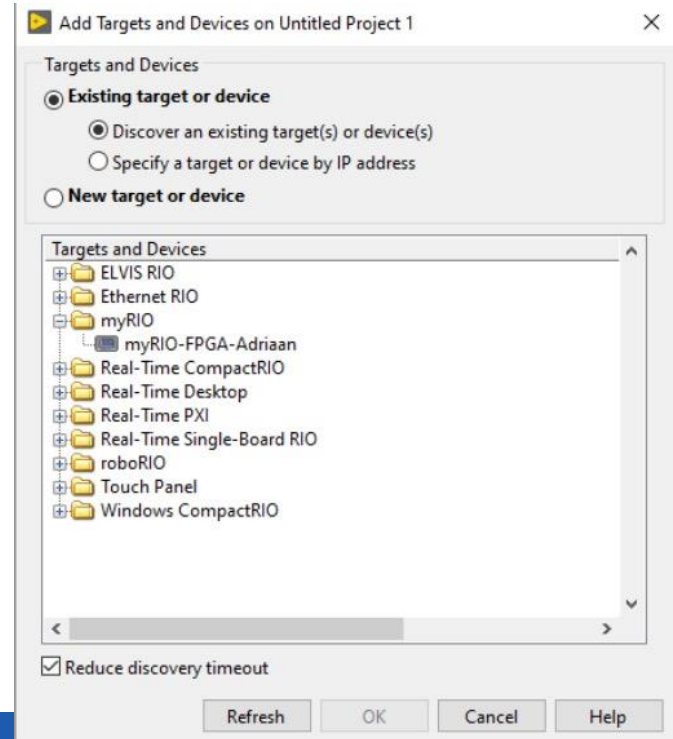 Add Targets and Devices on Untitled Project 1
Targets and Devices
Existing target or device
Discover an existing target(s) or device(s)
Specify a target or device by IP address
New target or device
Targets and Devices
ELVIS RIO
Ethernet RIO
myRIO
myRIO-FPGA-Adriaan
Real-Time CompactRIO
Real-Time Desktop
Real-Time PXI
Real-Time Single-Board RIO
roboRIO
Touch Panel
Windows CompactRIO
Reduce discovery timeout
Refresh OK Cancel Help